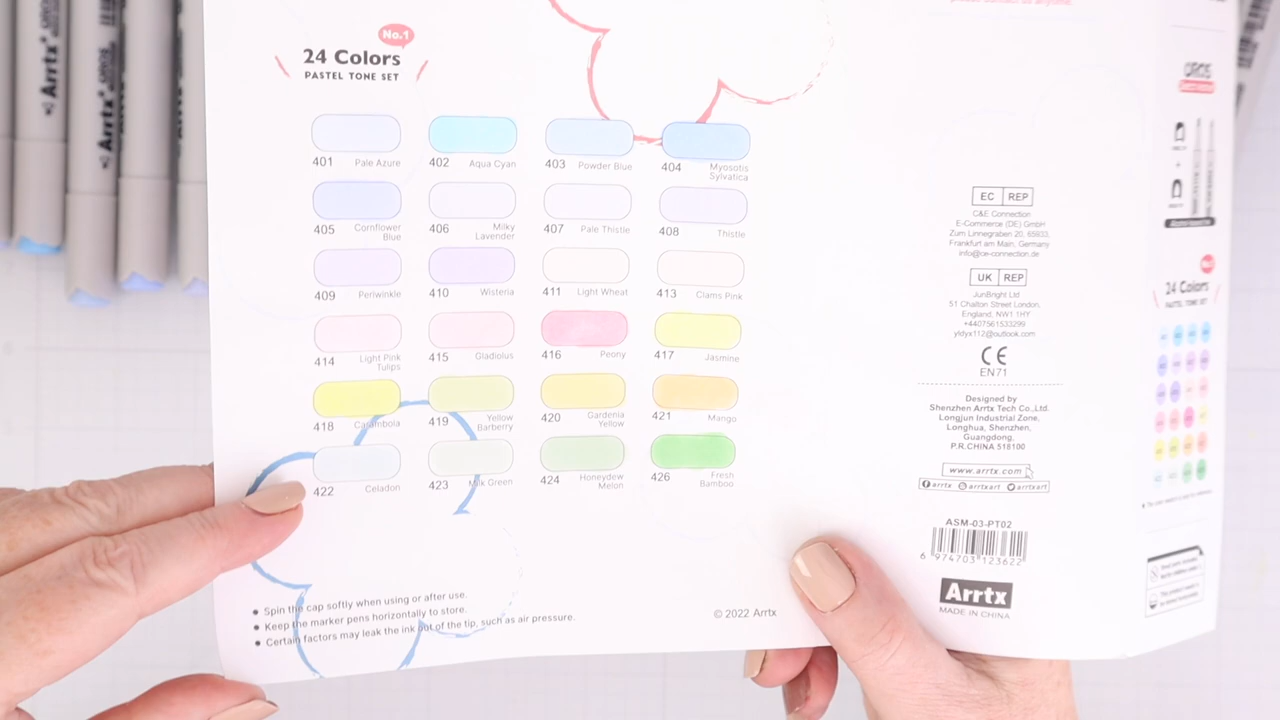 Arrtx OROS
Arrtx
No.1
24 Colors
PASTEL TONE SET
401 Pale Azure
402 Aqua Cyan
403 Powder Blue
404 Myosotis
Sylvatica
405 Cornflower
Blue
406 Milky
Lavender
407 Pale Thistle
408 Thistle
409 Periwinkle
410 Wisteria
411 Light Wheat
413 Clams Pink
414 Light Pink
Tulips
415 Gladiolus
416 Peony
417 Jasmine
418 Carambola
419 Yellow
Barberry
420 Gardenia
Yellow
421 Mango
422 Celadon
423 Milk Green
424 Honeydew
Melon
426 Fresh
Bamboo
• Spin the cap softly when using or after use.
• Keep the marker pens horizontally to store.
• Certain factors may leak the ink out of the tip, such as air pressure.
© 2022 Arrtx
EC REP
C&E Connection
E-Commerce (DE) GmbH
Zum Linnegraben 20, 65933,
Frankfurt am Main, Germany
info@ce-connection.de
UK REP
JunBright Ltd
51 Chalton Street London,
England, NW1 1HY
+4407561533299
yldyx112@outlook.com
CE
EN71
Designed by
Shenzhen Arrtx Tech Co.,Ltd.
Longjun Industrial Zone,
Longhua, Shenzhen,
Guangdong,
P.R.CHINA 518100
www.arrtx.com
arrtx arrtxart arrtxart
ASM-03-PT02
6 974703 123622
Arrtx
MADE IN CHINA
OROS
No.1
24 Colors
PASTEL TONE SET